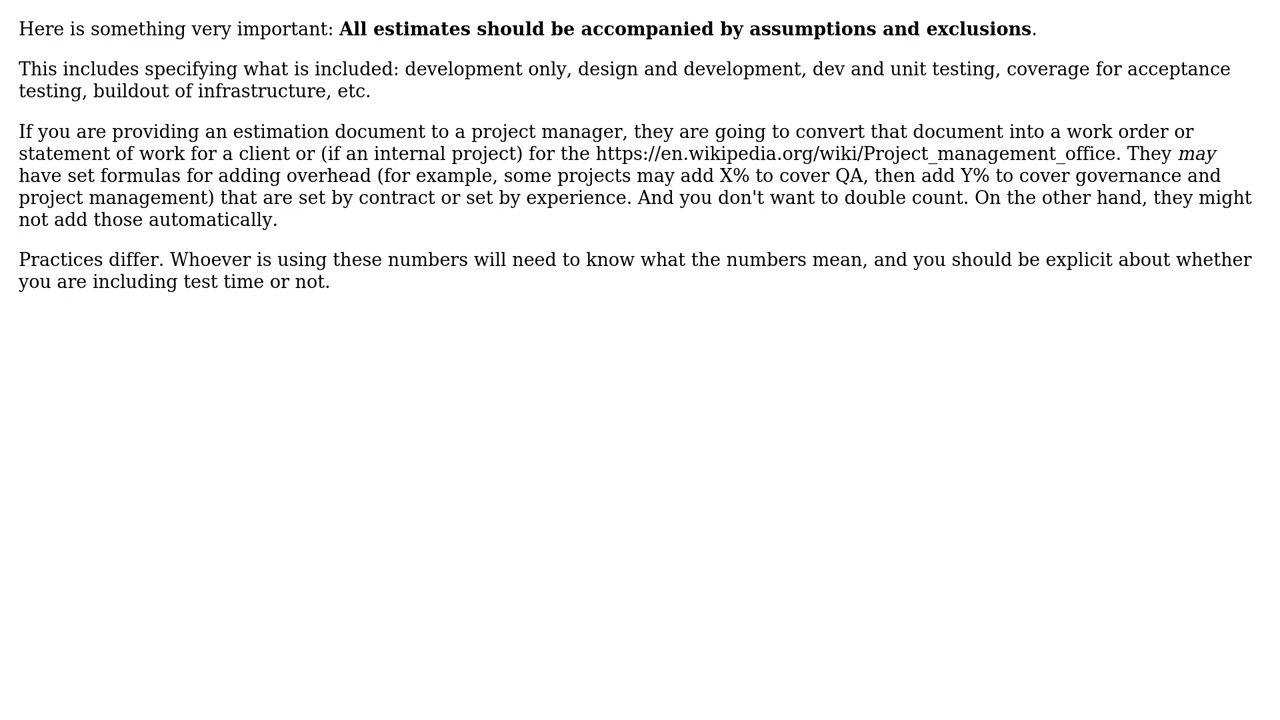 Here is something very important: All estimates should be accompanied by assumptions and exclusions.
This includes specifying what is included: development only, design and development, dev and unit testing, coverage for acceptance
testing, buildout of infrastructure, etc.
If you are providing an estimation document to a project manager, they are going to convert that document into a work order or
statement of work for a client or (if an internal project) for the https://en.wikipedia.org/wiki/Project_management_office. They may
have set formulas for adding overhead (for example, some projects may add X% to cover QA, then add Y% to cover governance and
project management) that are set by contract or set by experience. And you don't want to double count. On the other hand, they might
not add those automatically.
Practices differ. Whoever is using these numbers will need to know what the numbers mean, and you should be explicit about whether
you are including test time or not.